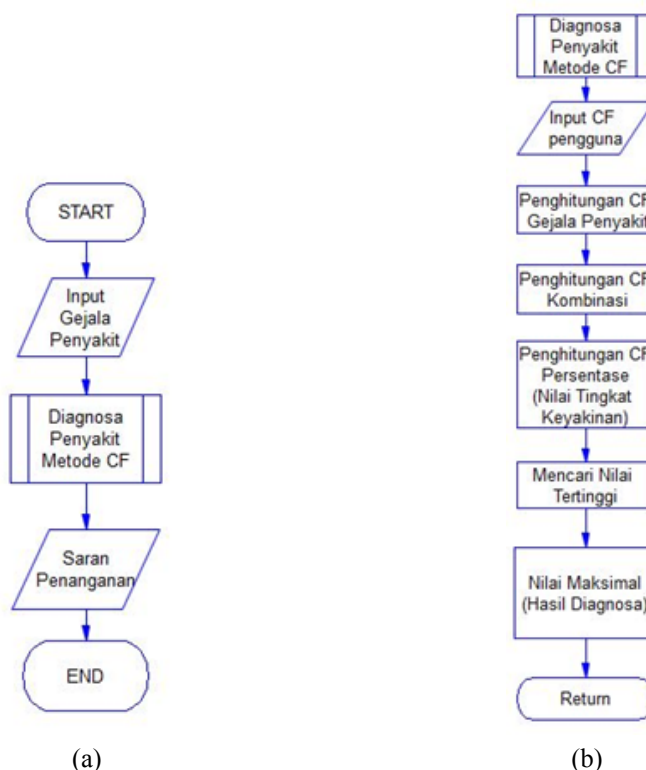 START
Input
Gejala
Penyakit
Diagnosa
Penyakit
Metode CF
Saran
Penanganan
END
(a)
Diagnosa
Penyakit
Metode CF
Input CF
pengguna
Penghitungan CF
Gejala Penyakit
Penghitungan CF
Kombinasi
Penghitungan CF
Persentase
(Nilai Tingkat
Keyakinan)
Mencari Nilai
Tertinggi
Nilai Maksimal
(Hasil Diagnosa)
Return
(b)